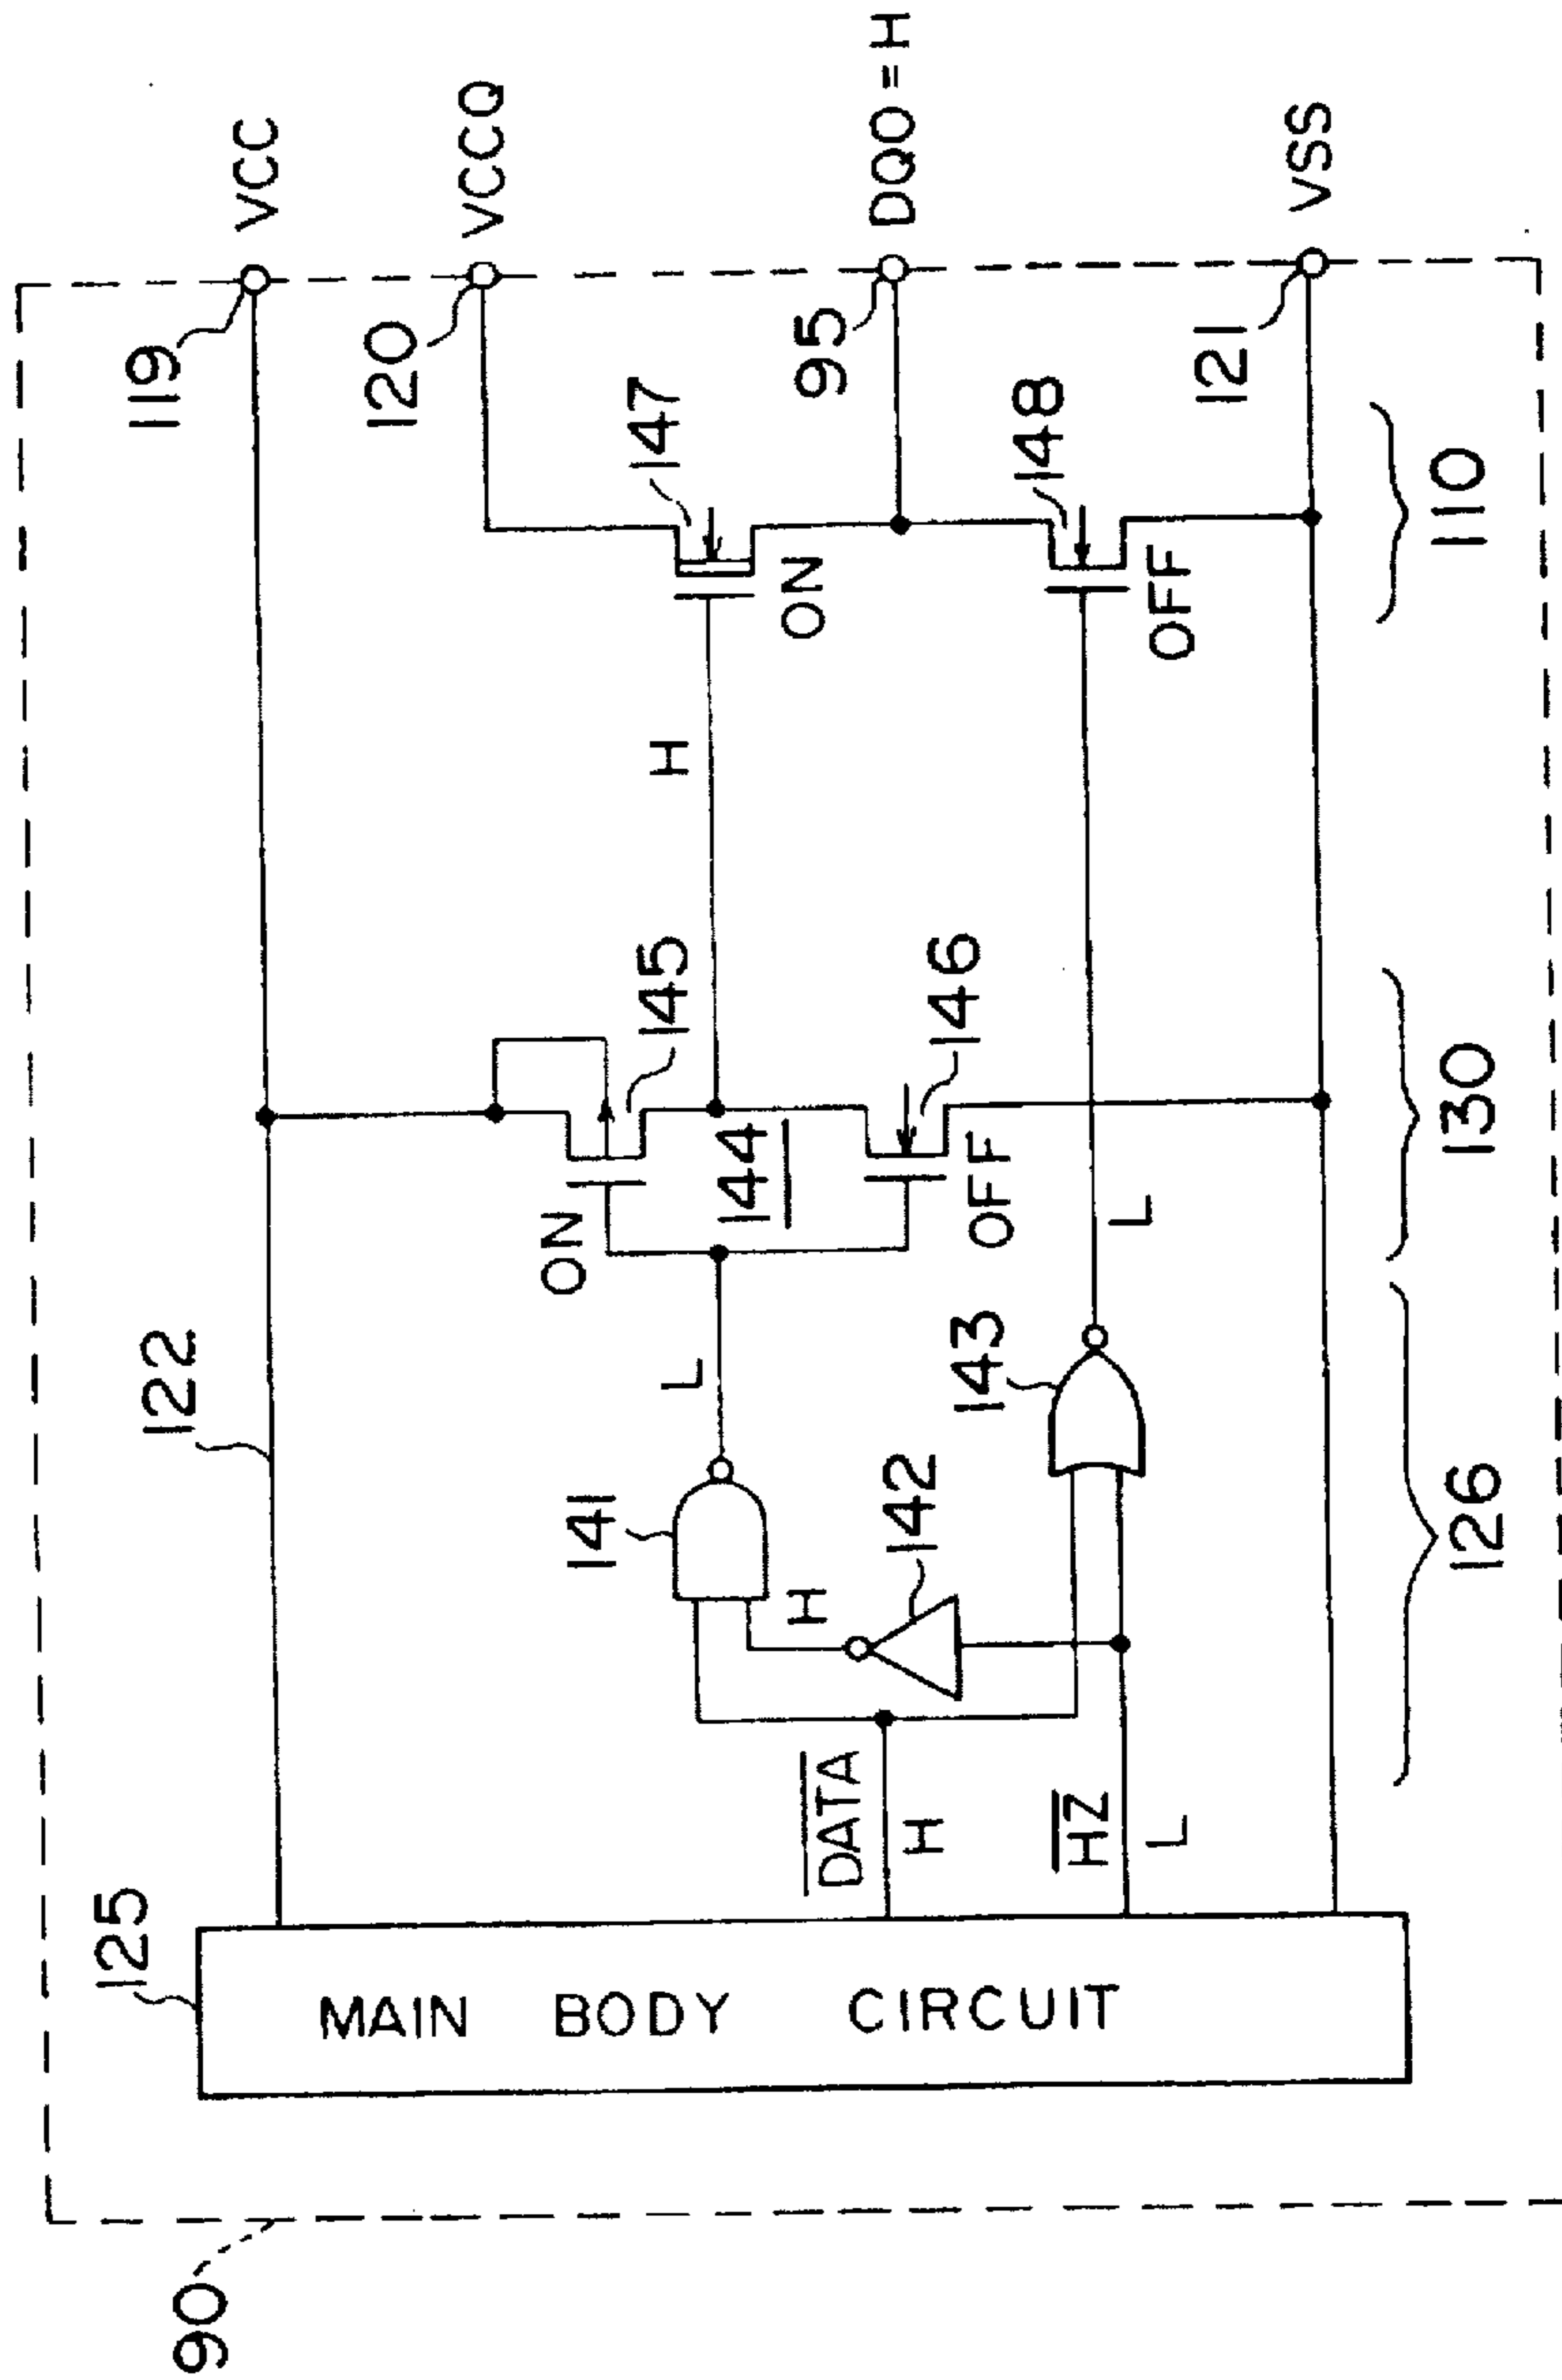 90
125
MAIN BODY CIRCUIT
122
119
VCC
120
VCCQ
DATA
H
HZ
L
141
142
H
143
L
ON
144
145
146
OFF
L
H
147
ON
148
OFF
95
DQ0 = H
121
VSS
126
130
110